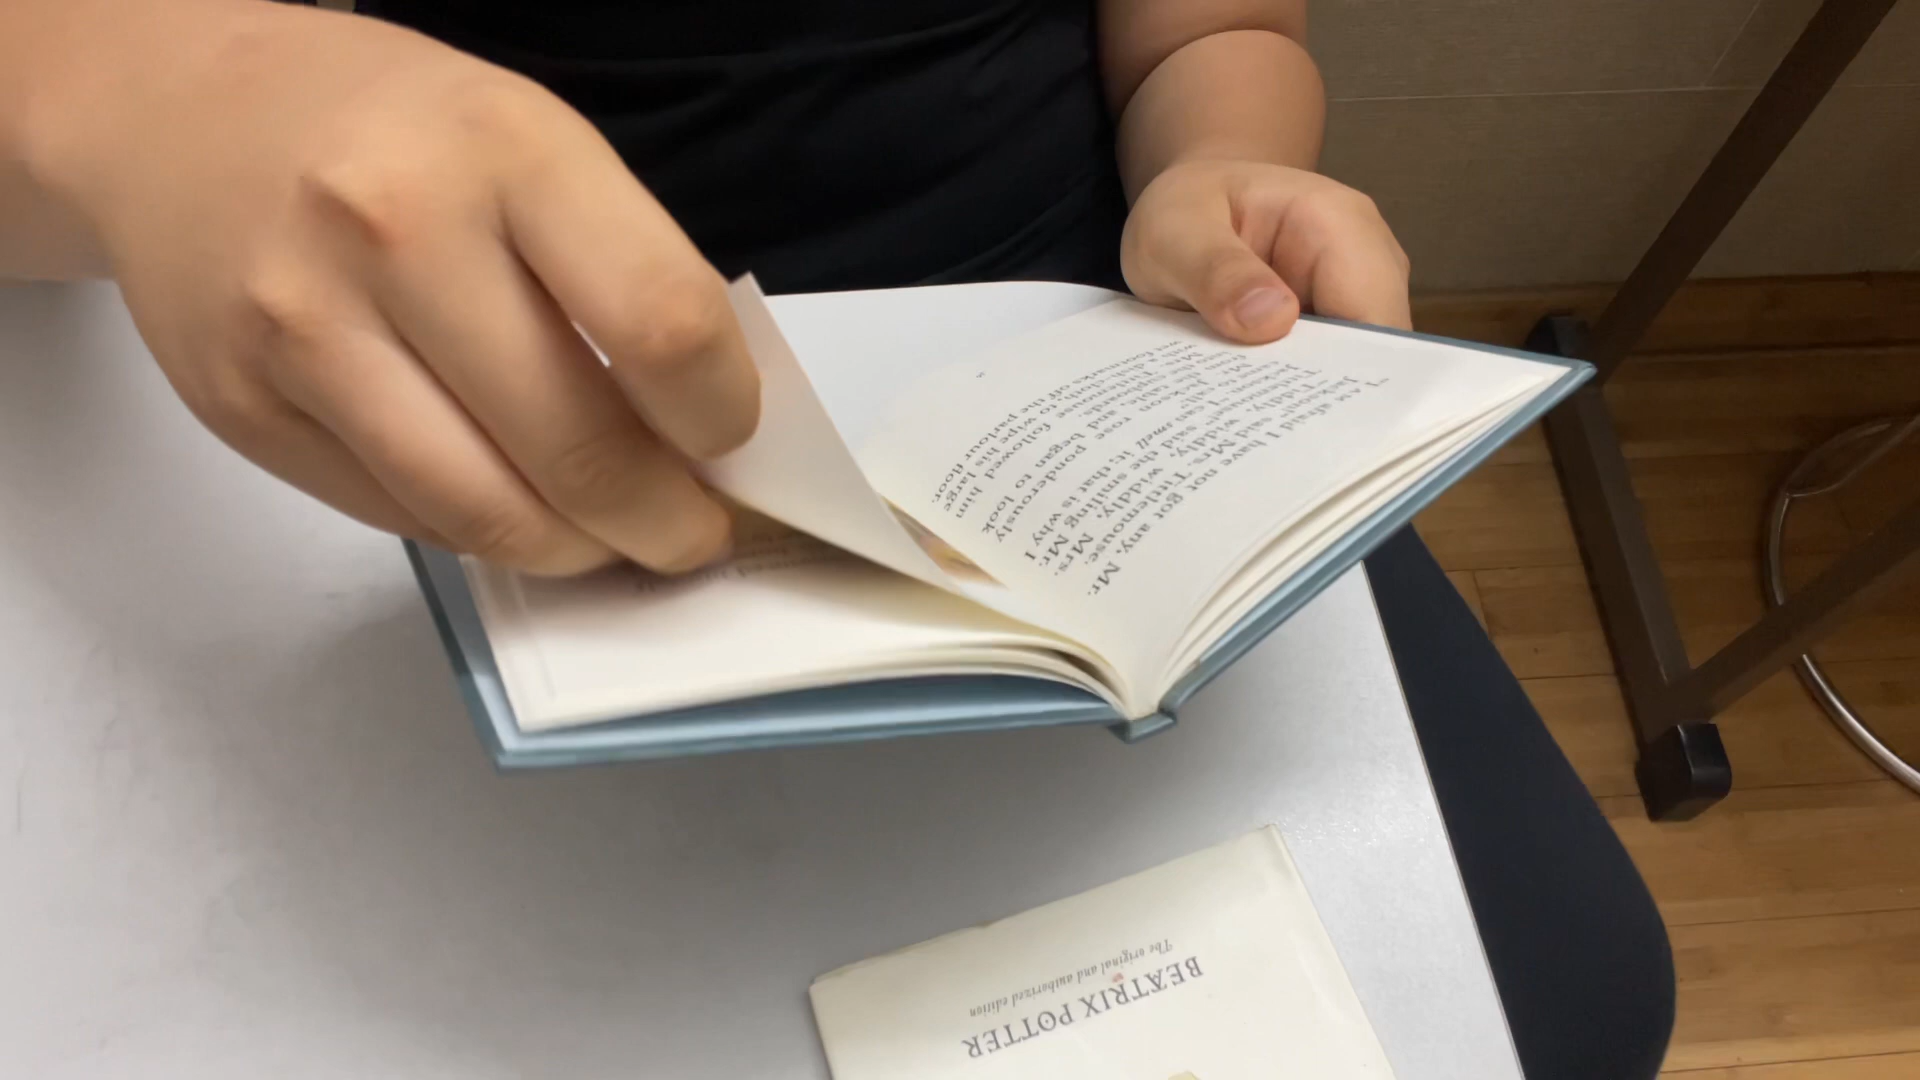 "I am afraid I have not got any, Mr.
Jackson!" said Mrs. Tittlemouse.
"Tiddly, widdly, widdly, Mrs.
Tittlemouse!" said the smiling Mr.
Jackson. "I can smell it; that is why I
came to call."
Mr. Jackson rose ponderously
from the table, and began to look
into the cupboards.
Mrs. Tittlemouse followed him
with a dish-cloth, to wipe his large
wet footmarks off the parlour floor.
BEATRIX POTTER
The original and authorized edition